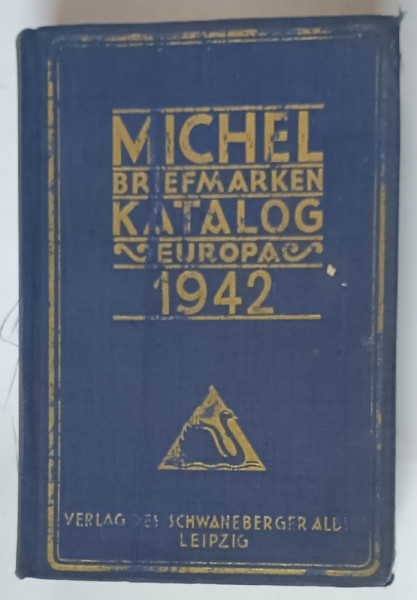 MICHEL
BRIEFMARKEN
KATALOG
EUROPA
1942
VERLAG DES SCHWANEBERGER ALBUM
LEIPZIG